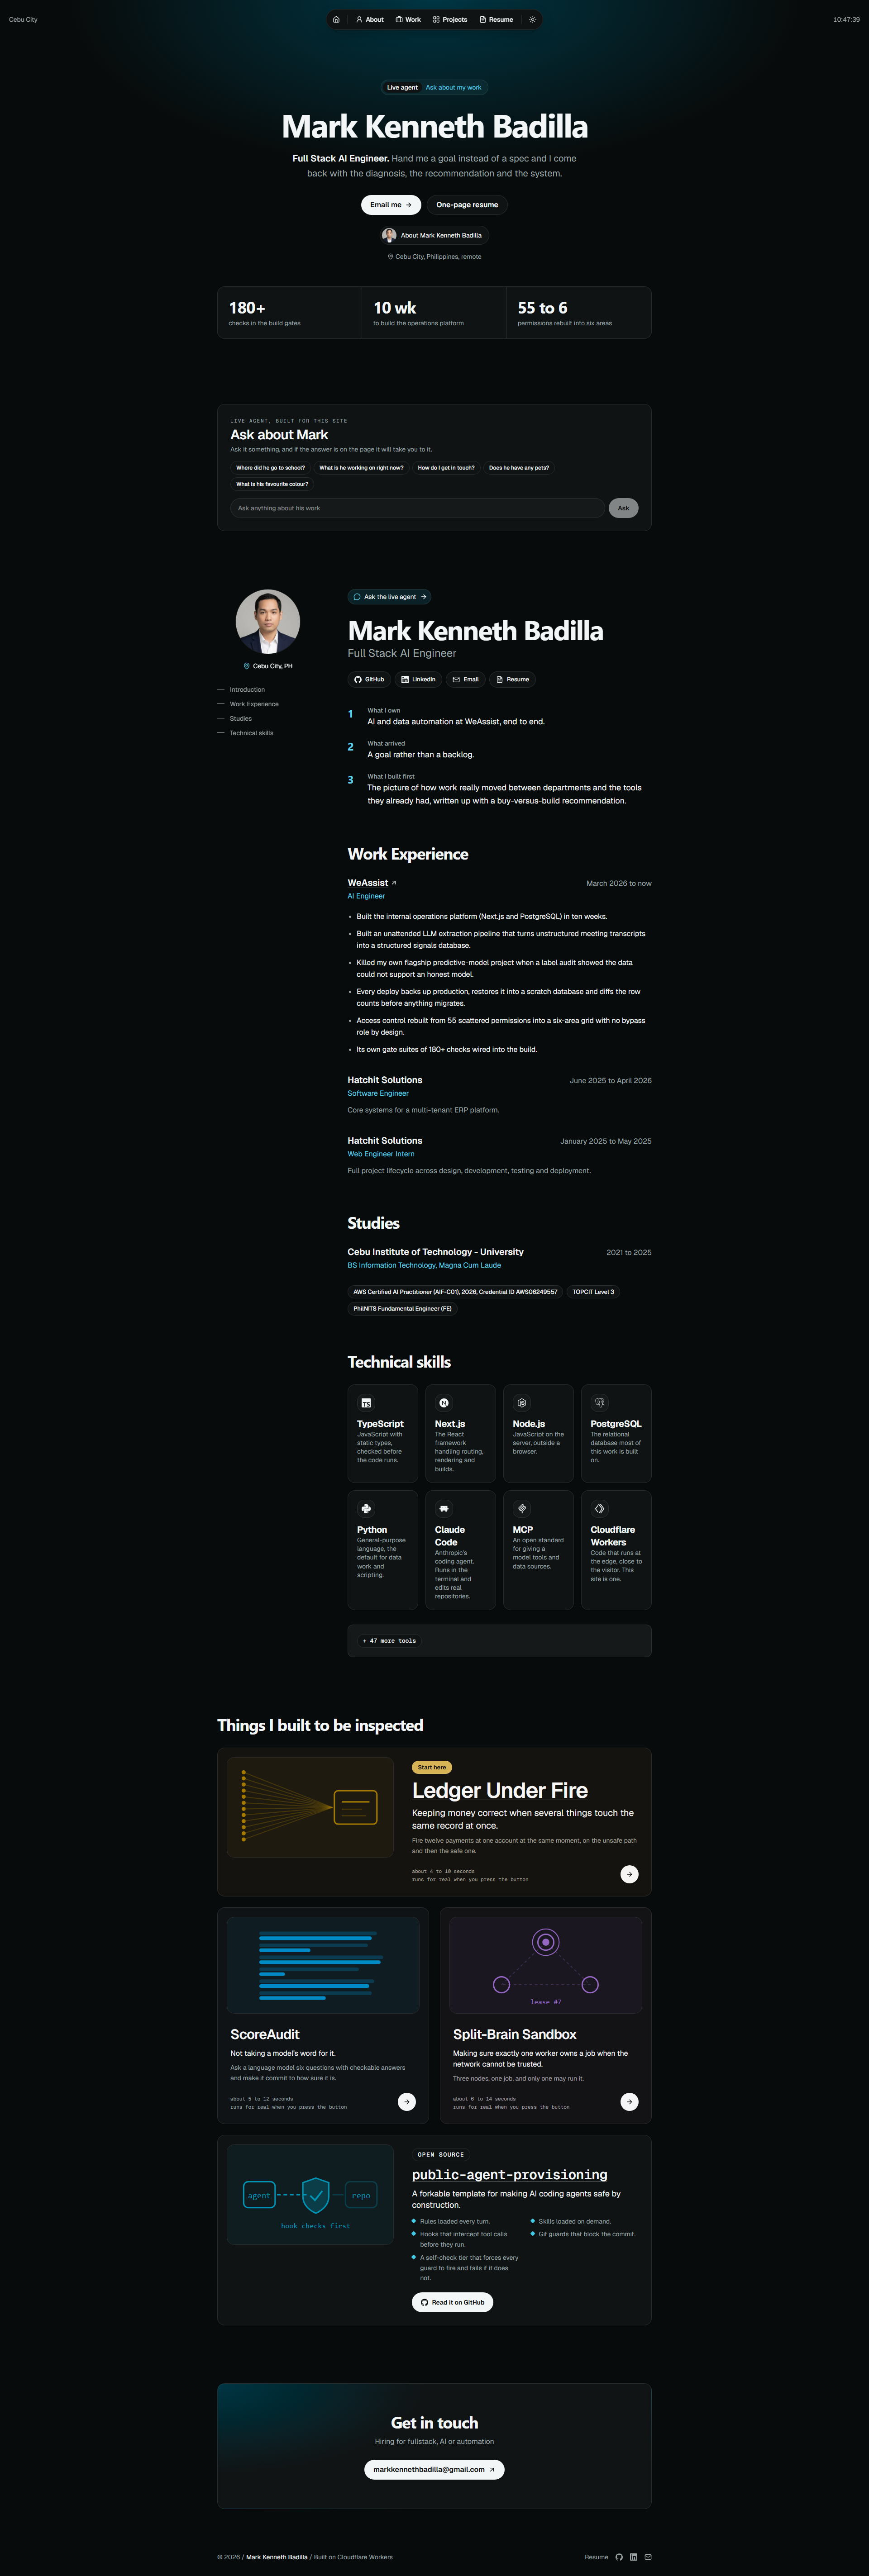 Cebu City
About
Work
Projects
Resume
10:47:39
Live agent
Ask about my work
Mark Kenneth Badilla
Full Stack AI Engineer. Hand me a goal instead of a spec and I come
back with the diagnosis, the recommendation and the system.
Email me
One-page resume
About Mark Kenneth Badilla
Cebu City, Philippines, remote
180+
checks in the build gates
10 wk
to build the operations platform
55 to 6
permissions rebuilt into six areas
LIVE AGENT, BUILT FOR THIS SITE
Ask about Mark
Ask it something, and if the answer is on the page it will take you to it.
Where did he go to school?
What is he working on right now?
How do I get in touch?
Does he have any pets?
What is his favourite colour?
Ask anything about his work
Ask
Cebu City, PH
Introduction
Work Experience
Studies
Technical skills
Ask the live agent
Mark Kenneth Badilla
Full Stack AI Engineer
GitHub
LinkedIn
Email
Resume
1
What I own
AI and data automation at WeAssist, end to end.
2
What arrived
A goal rather than a backlog.
3
What I built first
The picture of how work really moved between departments and the tools
they already had, written up with a buy-versus-build recommendation.
Work Experience
WeAssist
March 2026 to now
AI Engineer
Built the internal operations platform (Next.js and PostgreSQL) in ten weeks.
Built an unattended LLM extraction pipeline that turns unstructured meeting transcripts
into a structured signals database.
Killed my own flagship predictive-model project when a label audit showed the data
could not support an honest model.
Every deploy backs up production, restores it into a scratch database and diffs the row
counts before anything migrates.
Access control rebuilt from 55 scattered permissions into a six-area grid with no bypass
role by design.
Its own gate suites of 180+ checks wired into the build.
Hatchit Solutions
June 2025 to April 2026
Software Engineer
Core systems for a multi-tenant ERP platform.
Hatchit Solutions
January 2025 to May 2025
Web Engineer Intern
Full project lifecycle across design, development, testing and deployment.
Studies
Cebu Institute of Technology - University
2021 to 2025
BS Information Technology, Magna Cum Laude
AWS Certified AI Practitioner (AIF-C01), 2026, Credential ID AWS06249557
TOPCIT Level 3
PhilNITS Fundamental Engineer (FE)
Technical skills
TS
TypeScript
JavaScript with
static types,
checked before
the code runs.
Next.js
The React
framework
handling routing,
rendering and
builds.
Node.js
JavaScript on the
server, outside a
browser.
PostgreSQL
The relational
database most of
this work is built
on.
Python
General-purpose
language, the
default for data
work and
scripting.
Claude
Code
Anthropic's
coding agent.
Runs in the
terminal and
edits real
repositories.
MCP
An open standard
for giving a
model tools and
data sources.
Cloudflare
Workers
Code that runs at
the edge, close to
the visitor. This
site is one.
+ 47 more tools
Things I built to be inspected
Start here
Ledger Under Fire
Keeping money correct when several things touch the
same record at once.
Fire twelve payments at one account at the same moment, on the unsafe path
and then the safe one.
about 4 to 10 seconds
runs for real when you press the button
ScoreAudit
Not taking a model's word for it.
Ask a language model six questions with checkable answers
and make it commit to how sure it is.
about 5 to 12 seconds
runs for real when you press the button
lease #7
Split-Brain Sandbox
Making sure exactly one worker owns a job when the
network cannot be trusted.
Three nodes, one job, and only one may run it.
about 6 to 14 seconds
runs for real when you press the button
agent
repo
hook checks first
OPEN SOURCE
public-agent-provisioning
A forkable template for making AI coding agents safe by
construction.
Rules loaded every turn.
Skills loaded on demand.
Hooks that intercept tool calls
before they run.
Git guards that block the commit.
A self-check tier that forces every
guard to fire and fails if it does
not.
Read it on GitHub
Get in touch
Hiring for fullstack, AI or automation
markkennethbadilla@gmail.com
© 2026 / Mark Kenneth Badilla / Built on Cloudflare Workers
Resume